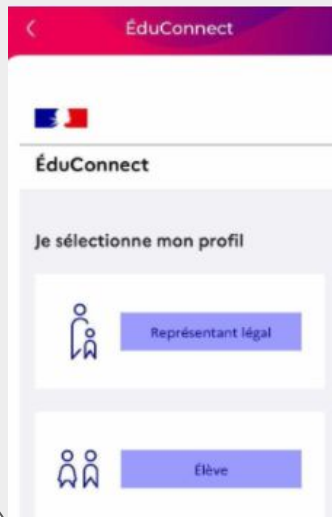 ÉduConnect
ÉduConnect
Je sélectionne mon profil
Représentant légal
Élève